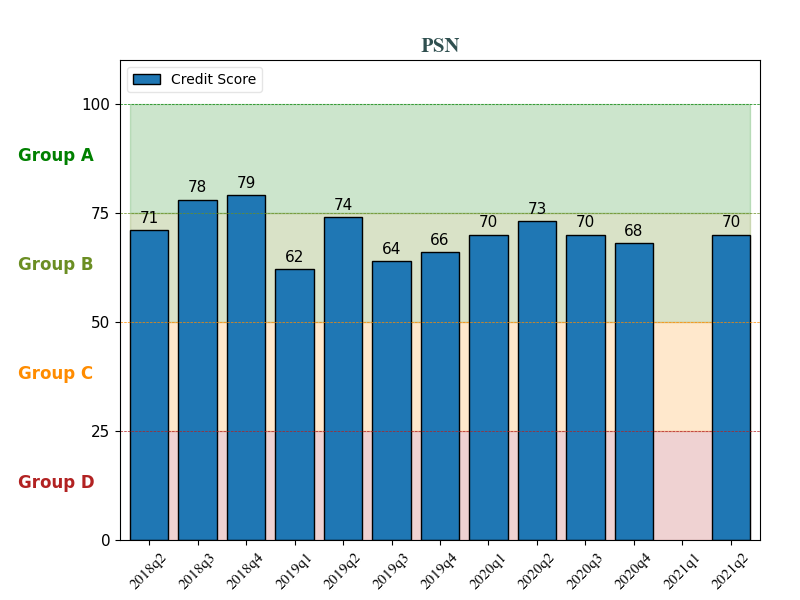 PSN
Credit Score
100
75
50
25
0
Group A
Group B
Group C
Group D
71
78
79
62
74
64
66
70
73
70
68
70
2018q2
2018q3
2018q4
2019q1
2019q2
2019q3
2019q4
2020q1
2020q2
2020q3
2020q4
2021q1
2021q2